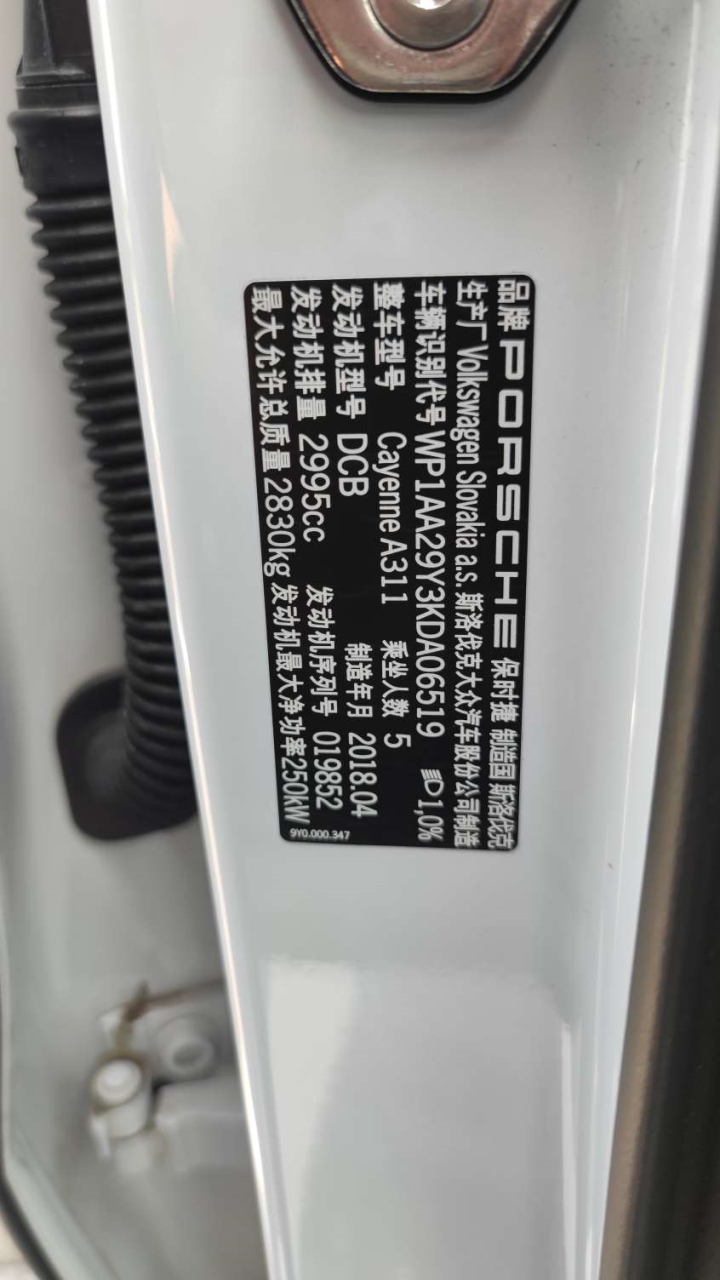 品牌 PORSCHE 保时捷 制造国 斯洛伐克
生产厂 Volkswagen Slovakia a.s. 斯洛伐克大众汽车股份公司制造
车辆识别代号 WP1AA29Y3KDA06519 1,0%
整车型号 Cayenne A311 乘坐人数 5
发动机型号 DCB 制造年月 2018.04
发动机排量 2995cc 发动机序列号 019852
最大允许总质量 2830kg 发动机最大净功率250kW
9Y0.000.347